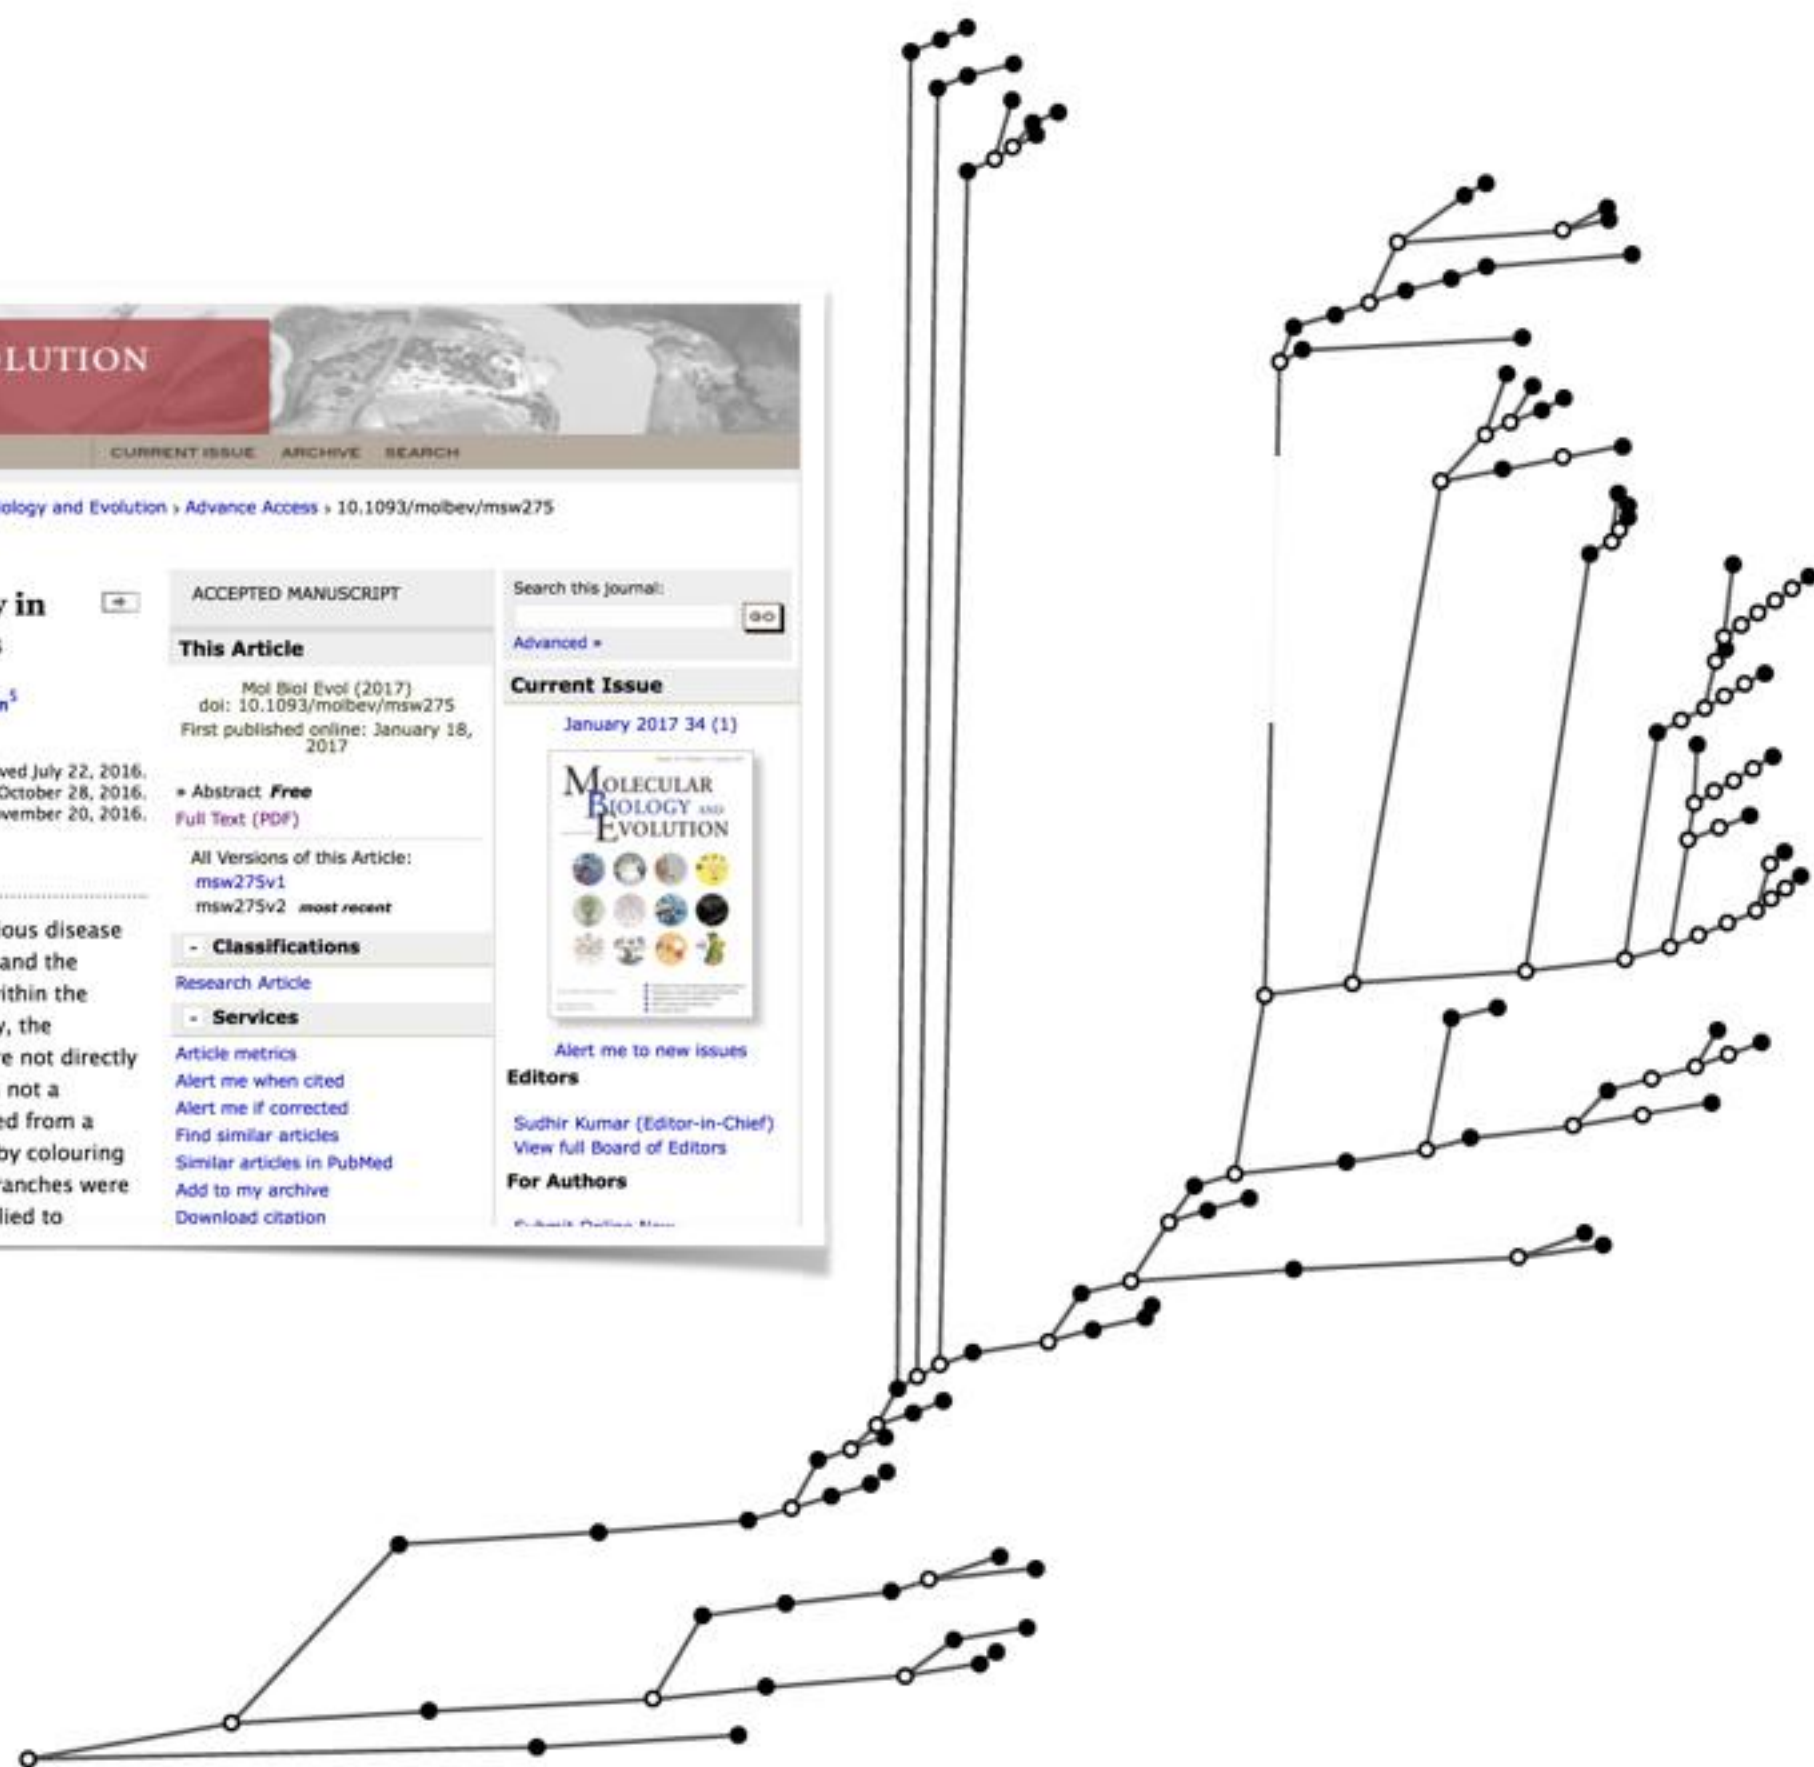 LUTION
CURRENT ISSUE ARCHIVE SEARCH
iology and Evolution › Advance Access › 10.1093/molbev/msw275
in
5
ved July 22, 2016.
October 28, 2016.
vember 20, 2016.
ious disease
and the
ithin the
y, the
e not directly
not a
ed from a
by colouring
ranches were
lied to
ACCEPTED MANUSCRIPT
This Article
Mol Biol Evol (2017)
doi: 10.1093/molbev/msw275
First published online: January 18,
2017
» Abstract Free
Full Text (PDF)
All Versions of this Article:
msw275v1
msw275v2 most recent
- Classifications
Research Article
- Services
Article metrics
Alert me when cited
Alert me if corrected
Find similar articles
Similar articles in PubMed
Add to my archive
Download citation
Search this journal:
GO
Advanced »
Current Issue
January 2017 34 (1)
MOLECULAR
BIOLOGY AND
EVOLUTION
Alert me to new issues
Editors
Sudhir Kumar (Editor-in-Chief)
View full Board of Editors
For Authors
Submit Online Now